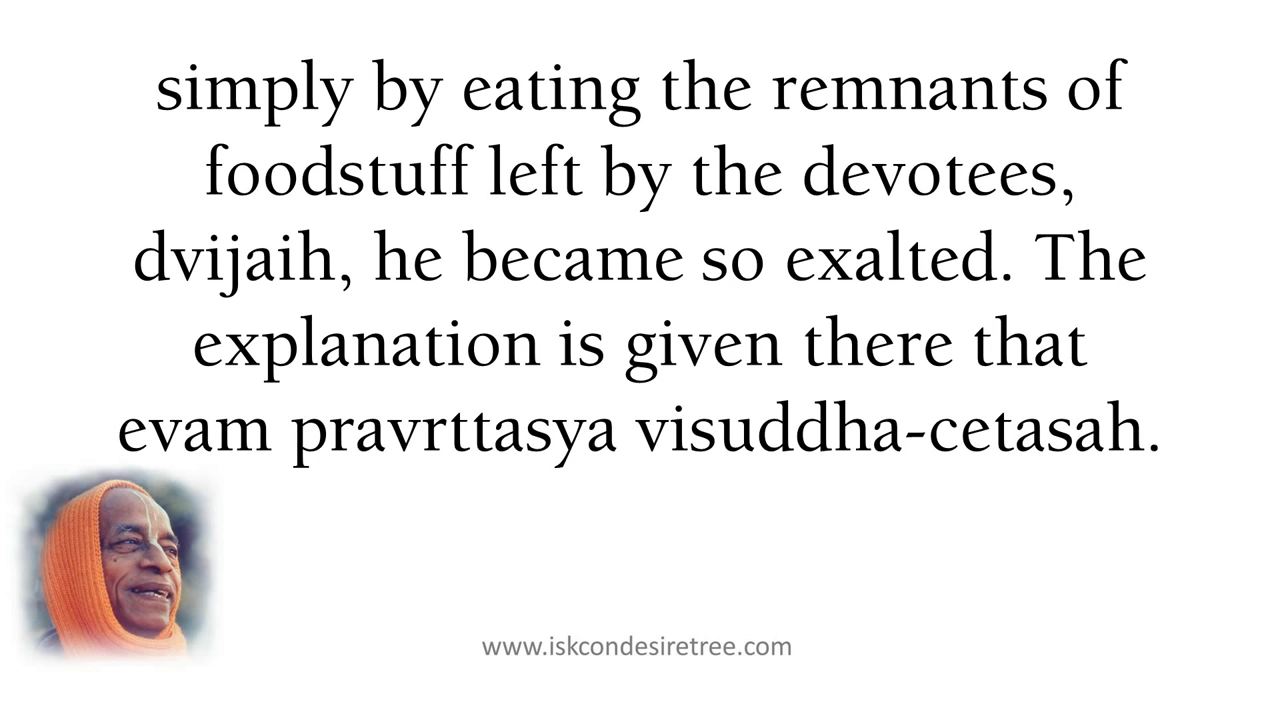 simply by eating the remnants of
foodstuff left by the devotees,
dvijaih, he became so exalted. The
explanation is given there that
evam pravrttasya visuddha-cetasah.
www.iskcondesiretree.com